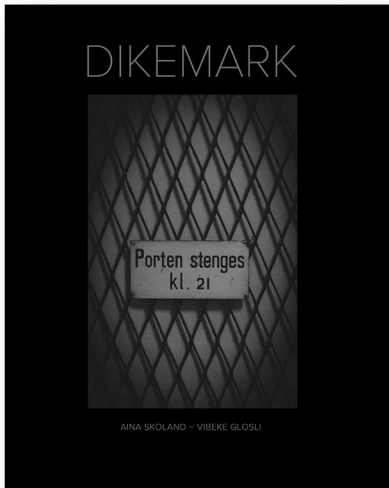 DIKEMARK
Porten stenges
kl. 21
AINA SKOLAND – VIBEKE GLOSLI